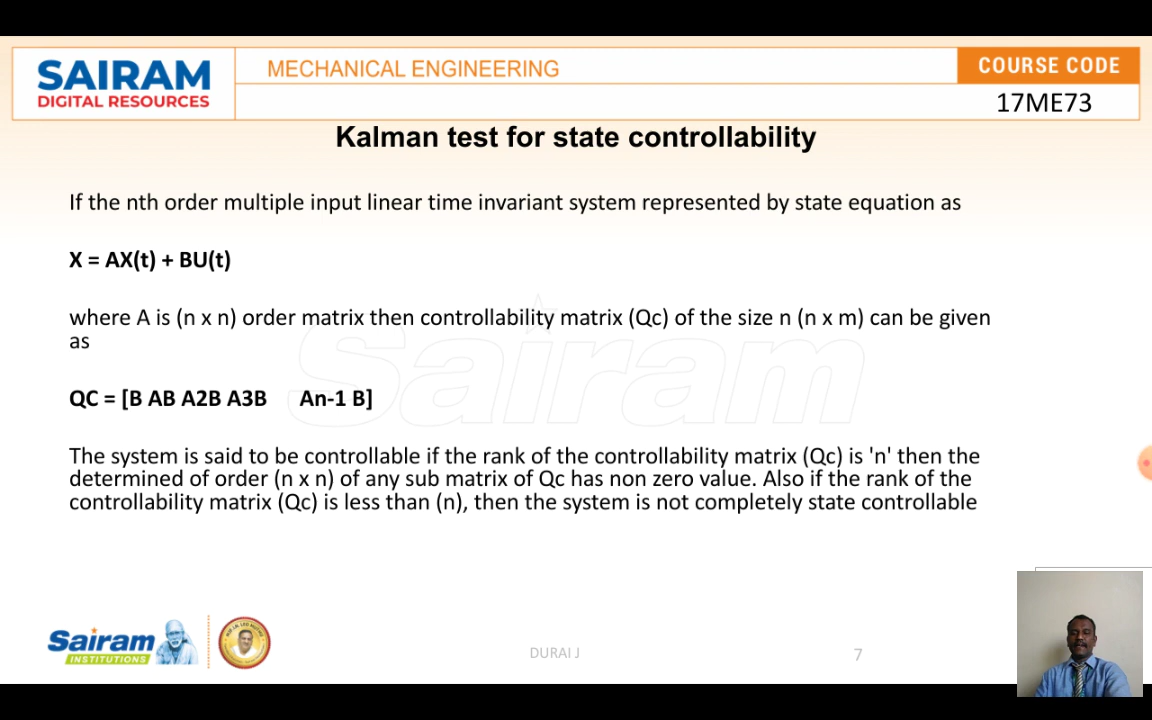 SAIRAM
DIGITAL RESOURCES
MECHANICAL ENGINEERING
COURSE CODE
17ME73
Kalman test for state controllability
If the nth order multiple input linear time invariant system represented by state equation as
X = AX(t) + BU(t)
where A is (n x n) order matrix then controllability matrix (Qc) of the size n (n x m) can be given
as
QC = [B AB A2B A3B An-1 B]
The system is said to be controllable if the rank of the controllability matrix (Qc) is 'n' then the
determined of order (n x n) of any sub matrix of Qc has non zero value. Also if the rank of the
controllability matrix (Qc) is less than (n), then the system is not completely state controllable
Sairam
Sairam
INSTITUTIONS
DURAI J
7